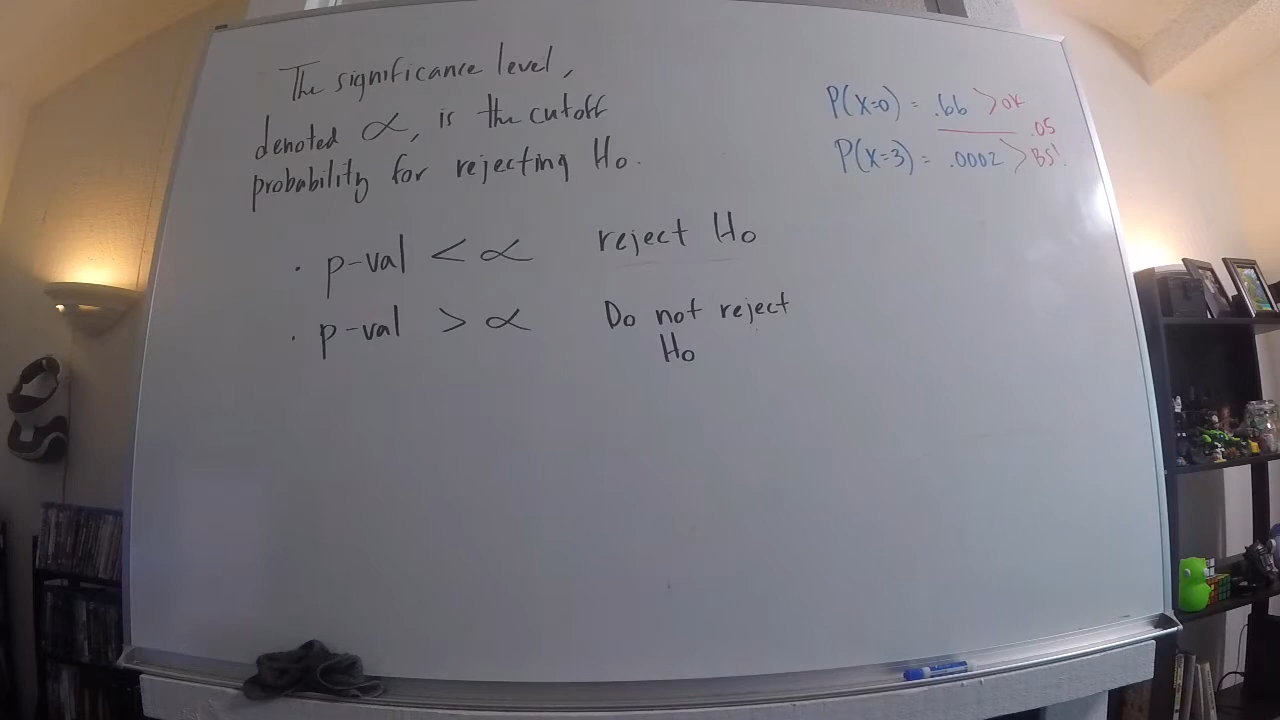 The significance level,
denoted α, is the cutoff
probability for rejecting H₀.
· p-val < α reject H₀
· p-val > α Do not reject
H₀
P(X=0) = .66 > ok
.05
P(X=3) = .0002 > BS!